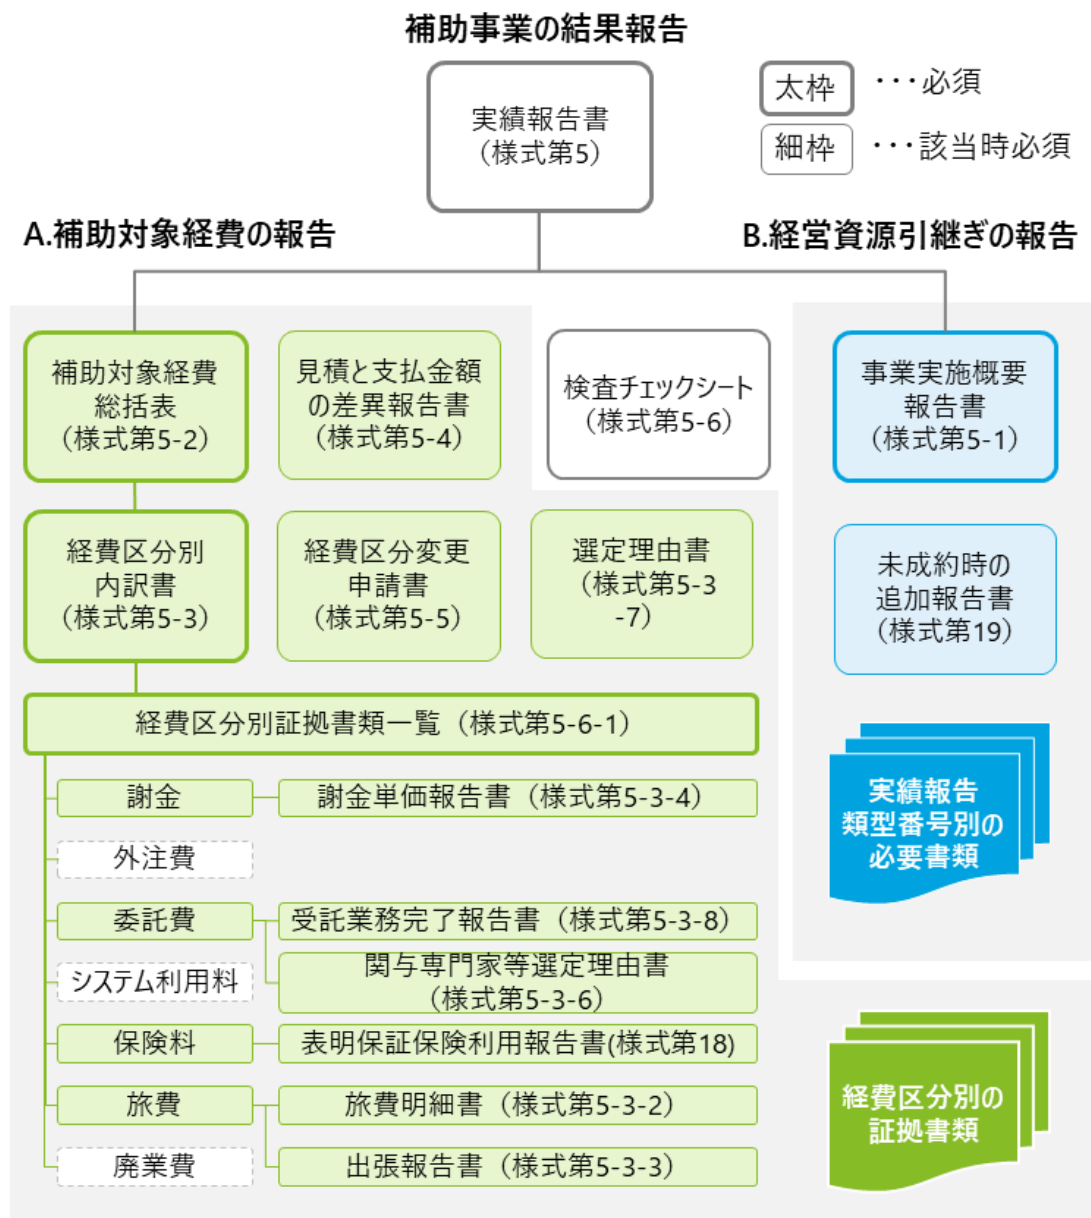 補助事業の結果報告
実績報告書
（様式第5）
太枠 ･･･必須
細枠 ･･･該当時必須
A.補助対象経費の報告
B.経営資源引継ぎの報告
補助対象経費
総括表
（様式第5-2）
見積と支払金額
の差異報告書
（様式第5-4）
検査チェックシート
（様式第5-6）
事業実施概要
報告書
（様式第5-1）
経費区分別
内訳書
（様式第5-3）
経費区分変更
申請書
（様式第5-5）
選定理由書
（様式第5-3
-7）
未成約時の
追加報告書
（様式第19）
経費区分別証拠書類一覧（様式第5-6-1）
謝金
謝金単価報告書（様式第5-3-4）
外注費
委託費
受託業務完了報告書（様式第5-3-8）
システム利用料
関与専門家等選定理由書
（様式第5-3-6）
保険料
表明保証保険利用報告書(様式第18)
旅費
旅費明細書（様式第5-3-2）
廃業費
出張報告書（様式第5-3-3）
実績報告
類型番号別の
必要書類
経費区分別の
証拠書類